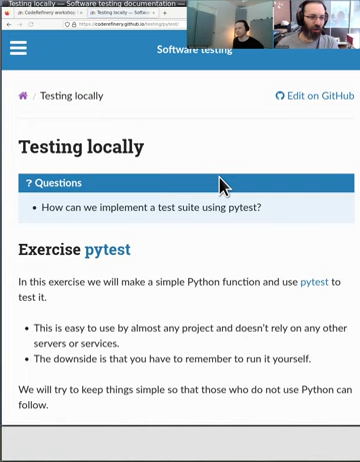 Testing locally — Software testing documentation —
CodeRefinery workshop
Testing locally — Softw
https://coderefinery.github.io/testing/pytest/
Software testing
/ Testing locally
Edit on GitHub
Testing locally
? Questions
• How can we implement a test suite using pytest?
Exercise pytest
In this exercise we will make a simple Python function and use pytest to
test it.
• This is easy to use by almost any project and doesn't rely on any other
servers or services.
• The downside is that you have to remember to run it yourself.
We will try to keep things simple so that those who do not use Python can
follow.